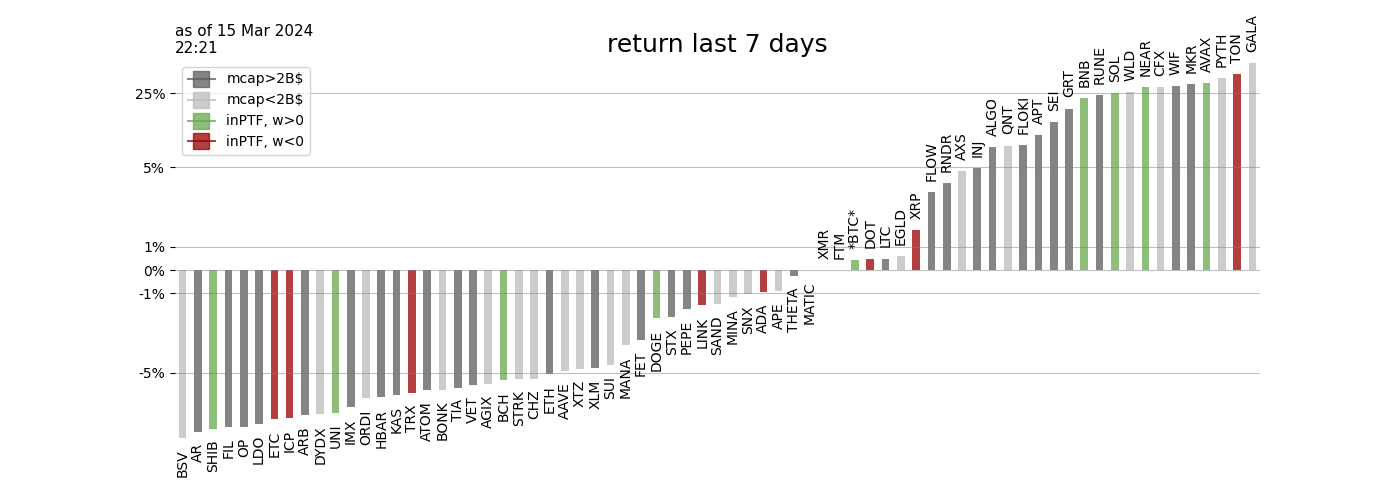 as of 15 Mar 2024
22:21
return last 7 days
mcap>2B$
mcap<2B$
inPTF, w>0
inPTF, w<0
25%
5%
1%
0%
-1%
-5%
BSV
AR
SHIB
FIL
OP
LDO
ETC
ICP
ARB
DYDX
UNI
IMX
ORDI
HBAR
KAS
TRX
ATOM
BONK
TIA
VET
AGIX
BCH
STRK
CHZ
ETH
AAVE
XTZ
XLM
SUI
MANA
FET
DOGE
STX
PEPE
LINK
SAND
MINA
SNX
ADA
APE
THETA
MATIC
XMR
FTM
*BTC*
DOT
LTC
EGLD
XRP
FLOW
RNDR
AXS
INJ
ALGO
QNT
FLOKI
APT
SEI
GRT
BNB
RUNE
SOL
WLD
NEAR
CFX
WIF
MKR
AVAX
PYTH
TON
GALA